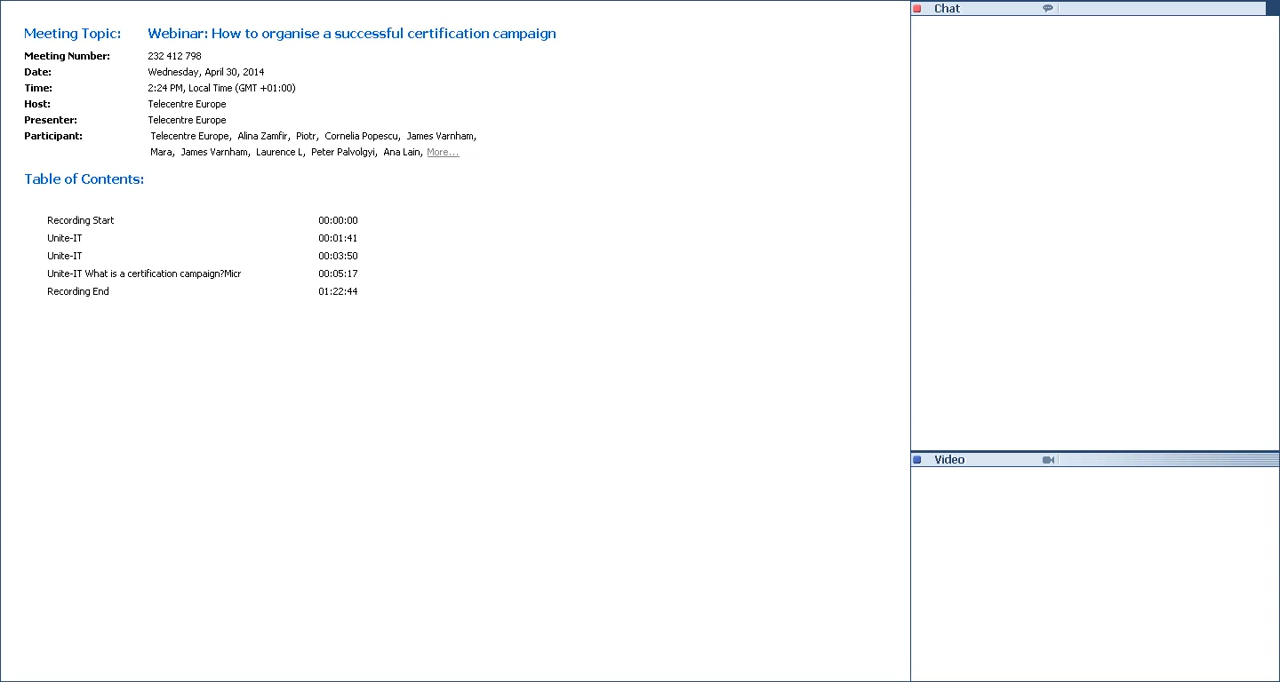 Meeting Topic: Webinar: How to organise a successful certification campaign
Meeting Number: 232 412 798
Date: Wednesday, April 30, 2014
Time: 2:24 PM, Local Time (GMT +01:00)
Host: Telecentre Europe
Presenter: Telecentre Europe
Participant: Telecentre Europe, Alina Zamfir, Piotr, Cornelia Popescu, James Varnham,
Mara, James Varnham, Laurence L, Peter Palvolgyi, Ana Lain, More...
Table of Contents:
Recording Start 00:00:00
Unite-IT 00:01:41
Unite-IT 00:03:50
Unite-IT What is a certification campaign?Micr 00:05:17
Recording End 01:22:44
Chat
Video